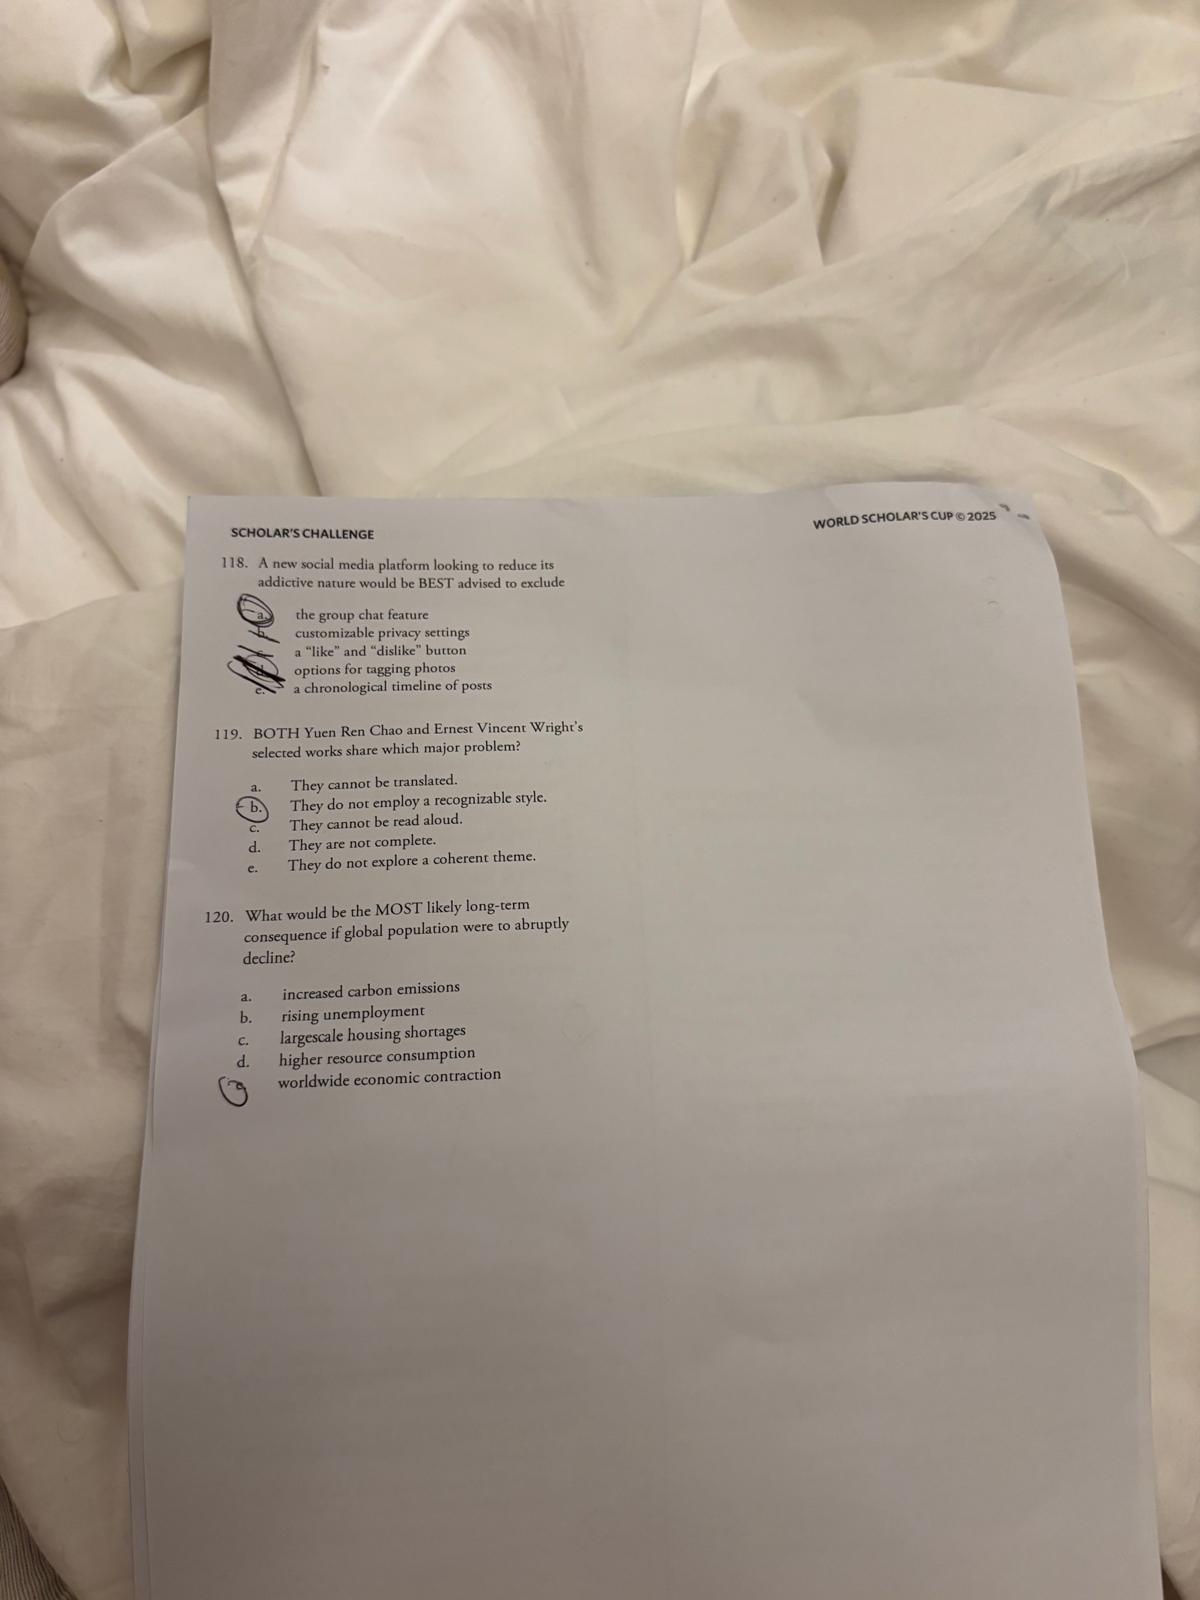 SCHOLAR'S CHALLENGE
WORLD SCHOLAR'S CUP © 2025
118. A new social media platform looking to reduce its
addictive nature would be BEST advised to exclude
a. the group chat feature
b. customizable privacy settings
a “like” and “dislike” button
options for tagging photos
e. a chronological timeline of posts
119. BOTH Yuen Ren Chao and Ernest Vincent Wright's
selected works share which major problem?
a. They cannot be translated.
b. They do not employ a recognizable style.
c. They cannot be read aloud.
d. They are not complete.
e. They do not explore a coherent theme.
120. What would be the MOST likely long-term
consequence if global population were to abruptly
decline?
a. increased carbon emissions
b. rising unemployment
c. largescale housing shortages
d. higher resource consumption
worldwide economic contraction